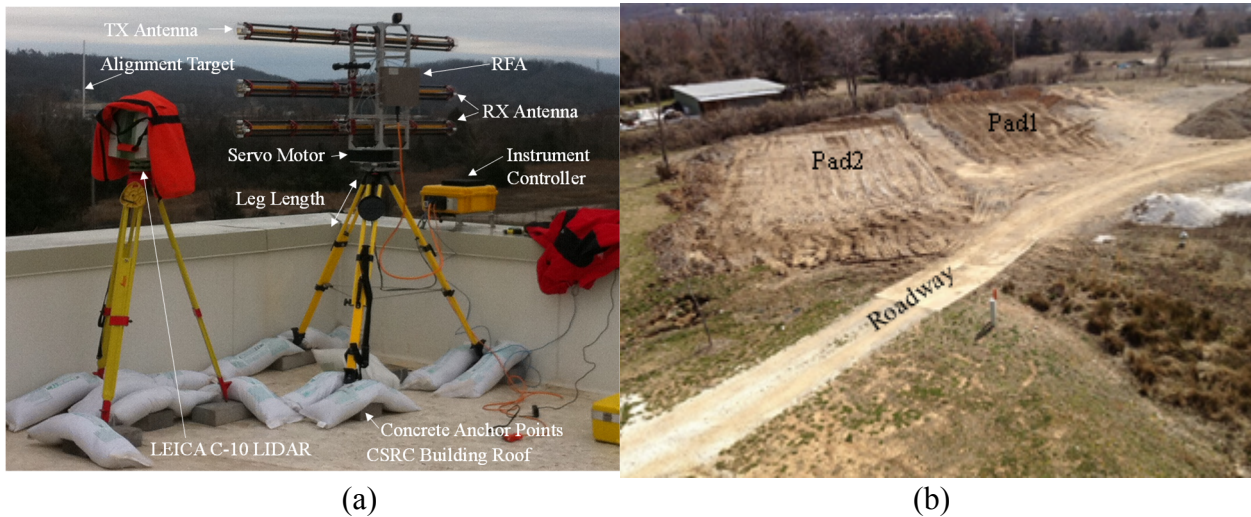 TX Antenna
Alignment Target
RFA
RX Antenna
Servo Motor
Instrument
Controller
Leg Length
Concrete Anchor Points
CSRC Building Roof
LEICA C-10 LIDAR
Pad1
Pad2
Roadway
(a)
(b)